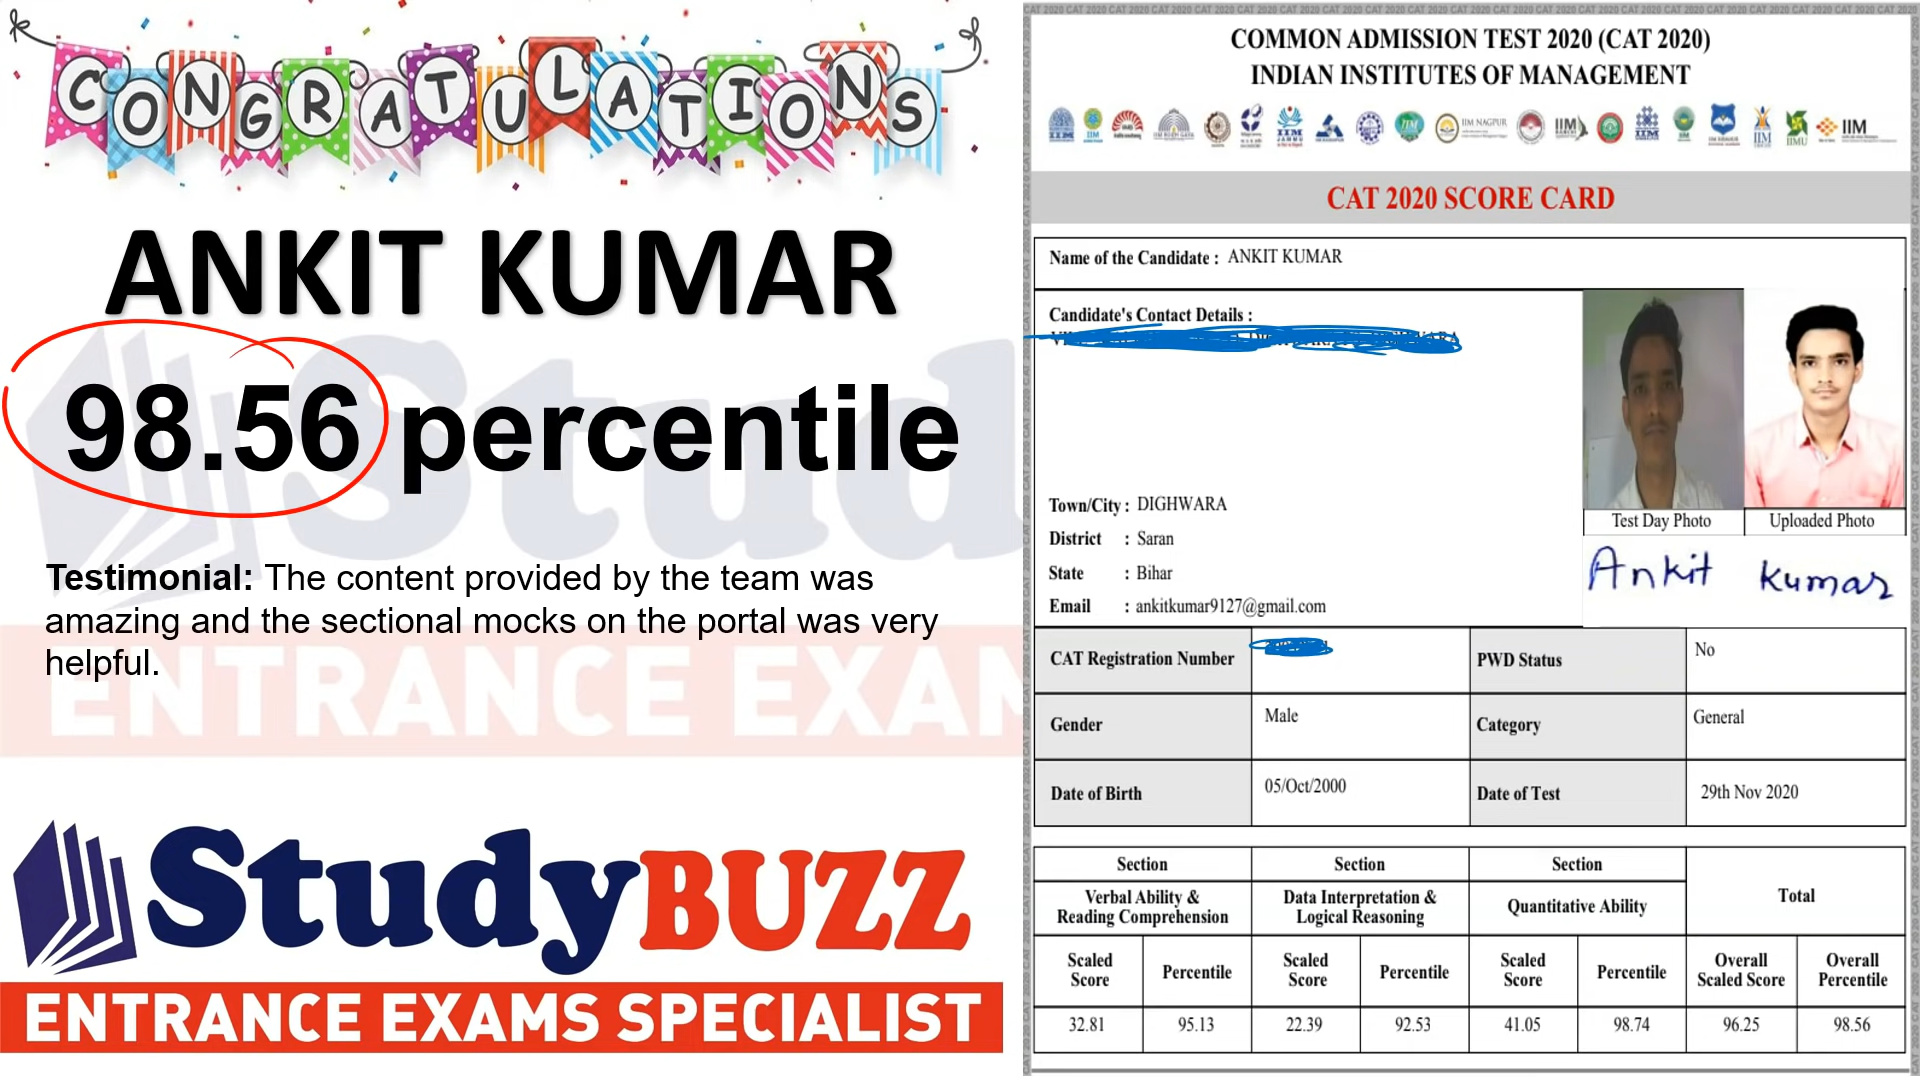 CONGRATULATIONS
ANKIT KUMAR
98.56 percentile
Testimonial: The content provided by the team was
amazing and the sectional mocks on the portal was very
helpful.
Stud
ENTRANCE EXAM
StudyBUZZ
ENTRANCE EXAMS SPECIALIST
COMMON ADMISSION TEST 2020 (CAT 2020)
INDIAN INSTITUTES OF MANAGEMENT
IIM NAGPUR
IIM
CAT 2020 SCORE CARD
Name of the Candidate : ANKIT KUMAR
Candidate's Contact Details :
Town/City : DIGHWARA
District : Saran
State : Bihar
Email : ankitkumar9127@gmail.com
Test Day Photo Uploaded Photo
Ankit Kumar
CAT Registration Number PWD Status No
Gender Male Category General
Date of Birth 05/Oct/2000 Date of Test 29th Nov 2020
Section Section Section Total
Verbal Ability & Data Interpretation & Quantitative Ability
Reading Comprehension Logical Reasoning
Scaled Score Percentile Scaled Score Percentile Scaled Score Percentile Overall Scaled Score Overall Percentile
32.81 95.13 22.39 92.53 41.05 98.74 96.25 98.56